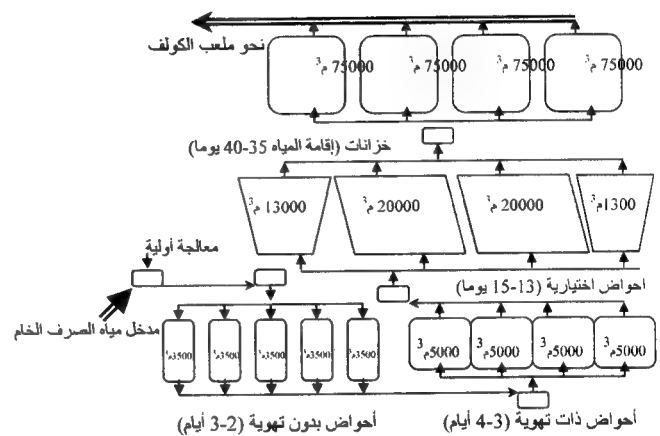 نحو ملعب الكولف
75000 م3
75000 م3
75000 م3
75000 م3
خزانات (إقامة المياه 35-40 يوما)
13000 م3
20000 م3
20000 م3
1300م3
معالجة أولية
احواض اختيارية (13-15 يوما)
مدخل مياه الصرف الخام
3500م3
3500م3
3500م3
3500م3
3500م3
5000م3
5000م3
5000م3
5000م3
أحواض بدون تهوية (2-3 أيام)
أحواض ذات تهوية (3-4 أيام)